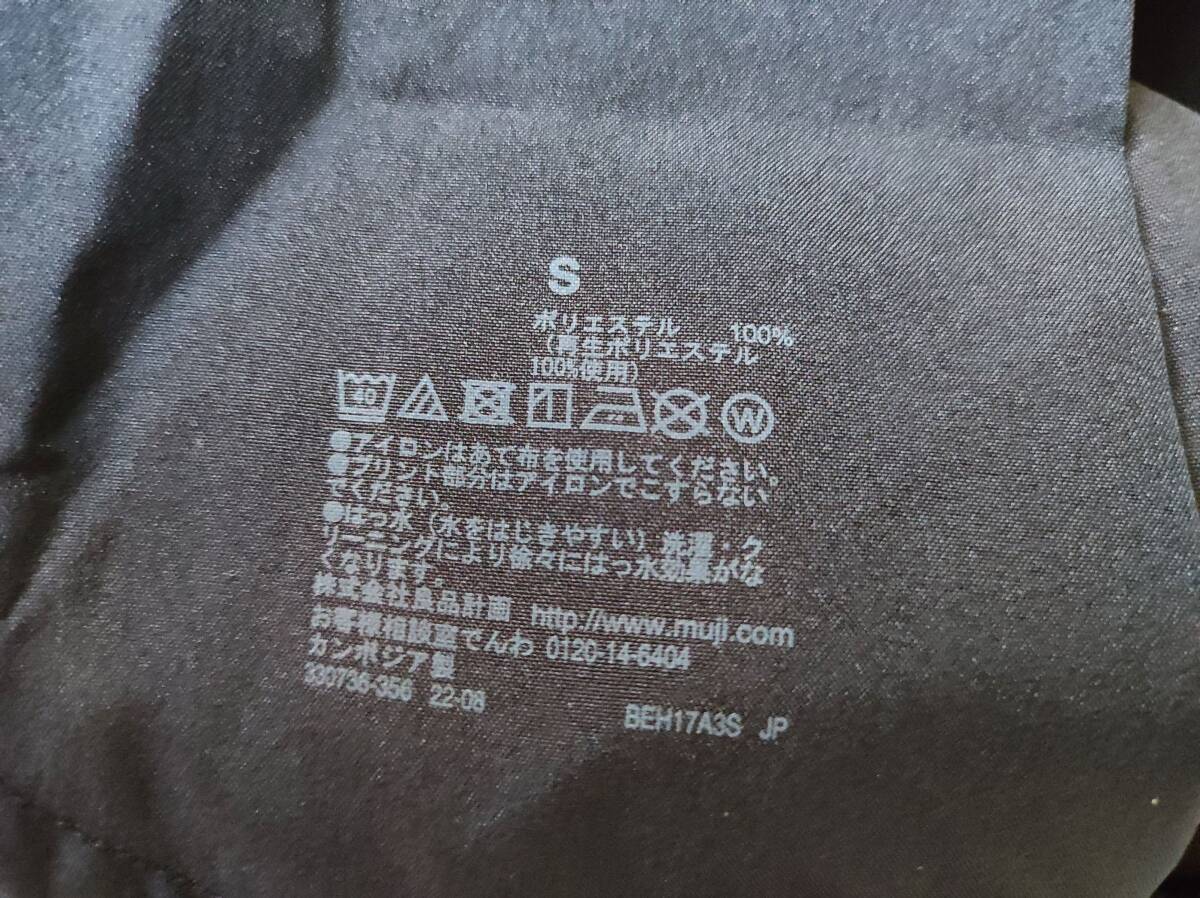 S
ポリエステル 100%
(再生ポリエステル
100%使用)
40
W
●アイロンはあて布を使用してください。
●プリント部分はアイロンでこすらない
でください。
●はっ水(水をはじきやすい)洗濯・ク
リーニングにより徐々にはっ水効果がな
くなります。
株式会社良品計画 http://www.muji.com
お客様相談室でんわ 0120-14-6404
カンボジア製
330736-356 22-08
BEH17A3S JP